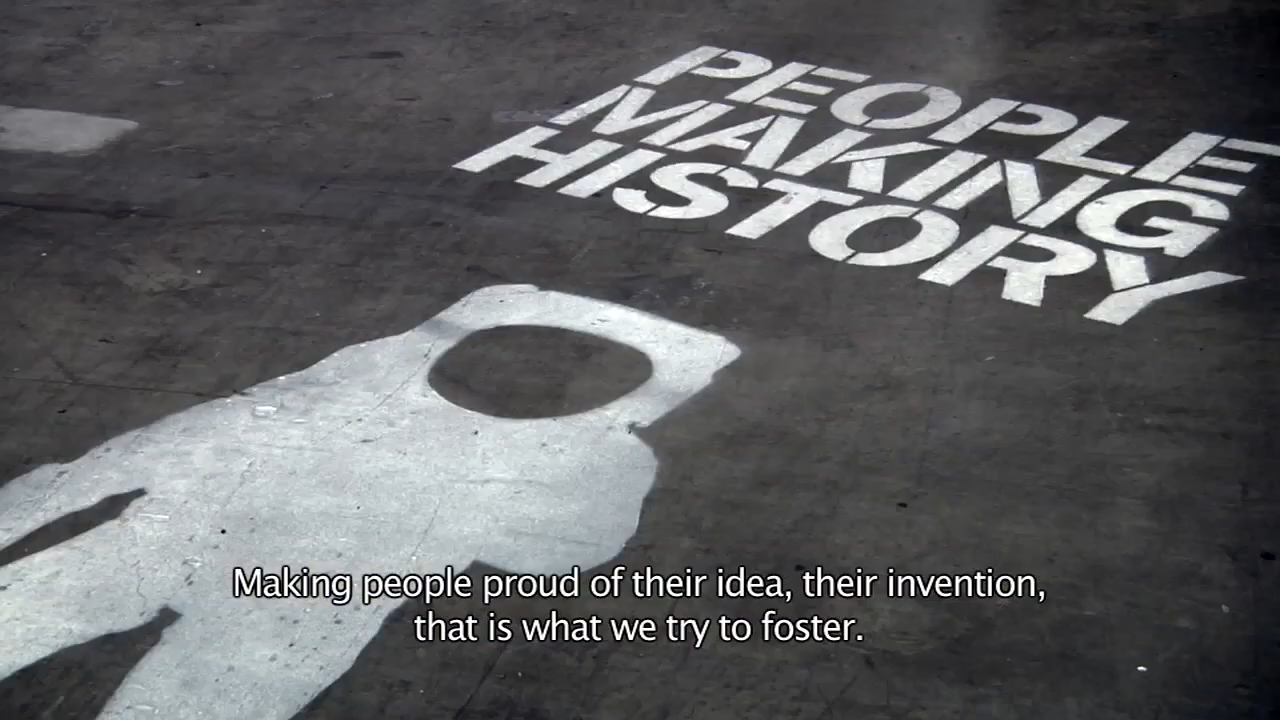 PEOPLE
MAKING
HISTORY
Making people proud of their idea, their invention,
that is what we try to foster.